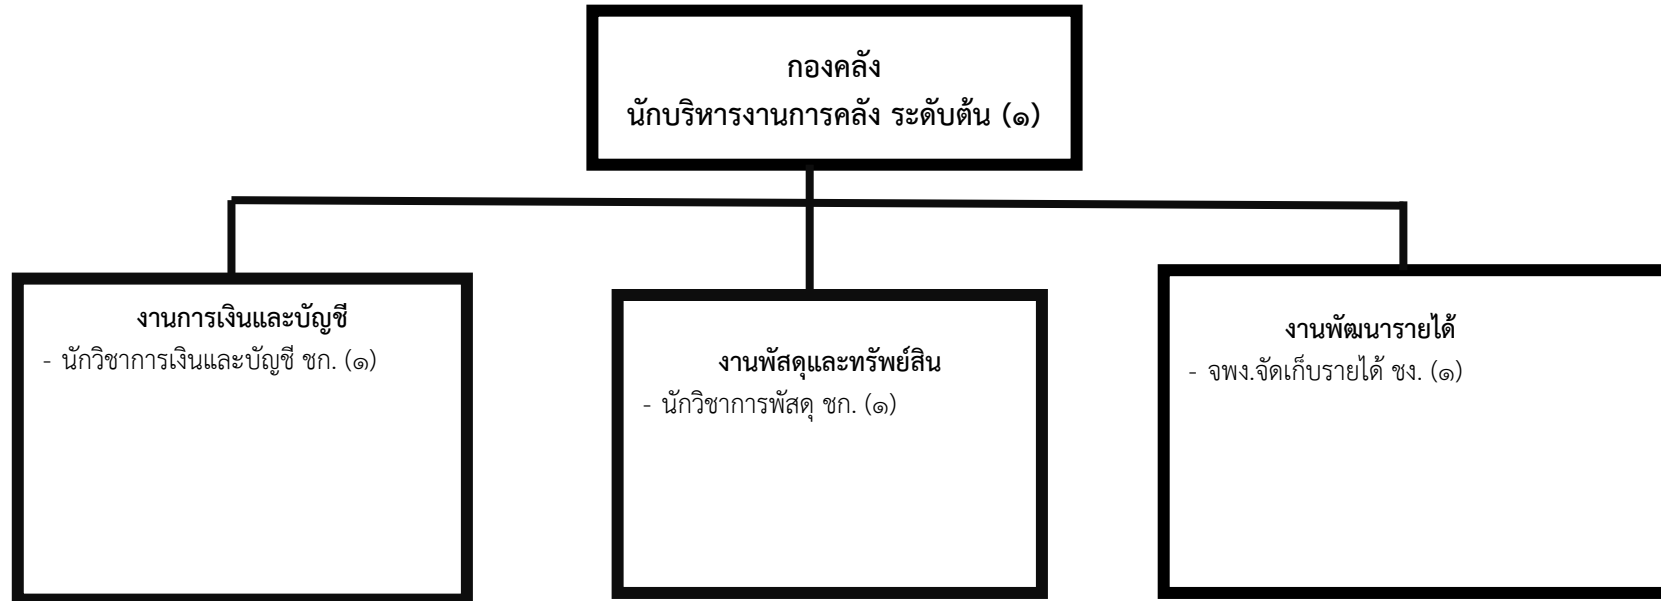 กองคลัง
นักบริหารงานการคลัง ระดับต้น (๑)
งานการเงินและบัญชี
- นักวิชาการเงินและบัญชี ชก. (๑)
งานพัสดุและทรัพย์สิน
- นักวิชาการพัสดุ ชก. (๑)
งานพัฒนารายได้
- จพง.จัดเก็บรายได้ ชง. (๑)